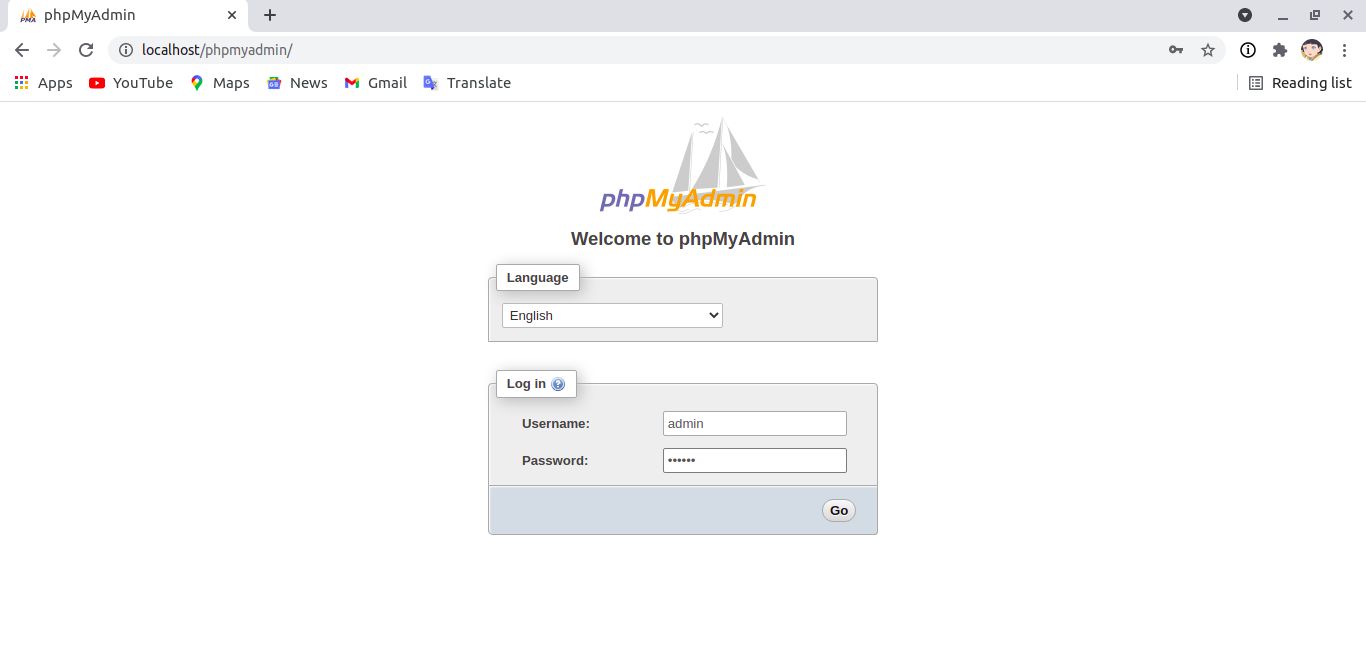 phpMyAdmin
localhost/phpmyadmin/
Apps YouTube Maps News Gmail Translate Reading list
phpMyAdmin
Welcome to phpMyAdmin
Language
English
Log in
Username: admin
Password: ••••••
Go